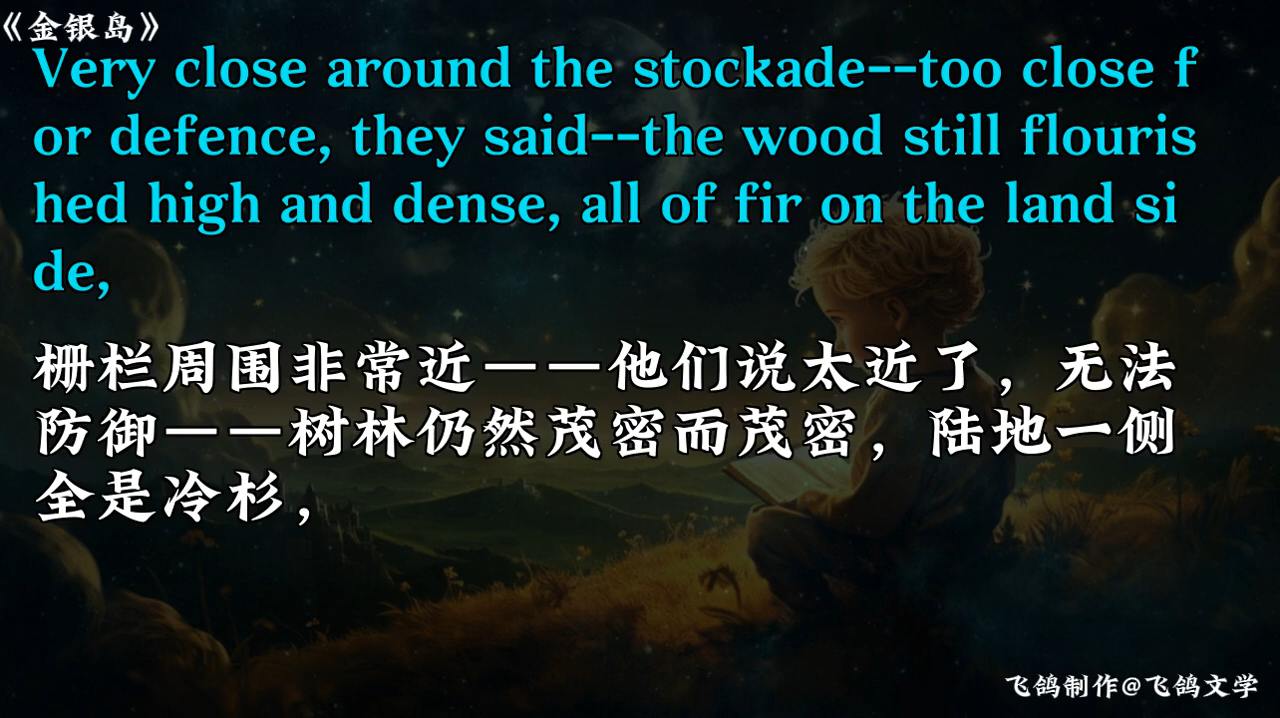 《金银岛》
Very close around the stockade--too close f
or defence, they said--the wood still flouris
hed high and dense, all of fir on the land si
de,
栅栏周围非常近——他们说太近了，无法
防御——树林仍然茂密而茂密，陆地一侧
全是冷杉，
飞鸽制作@飞鸽文学